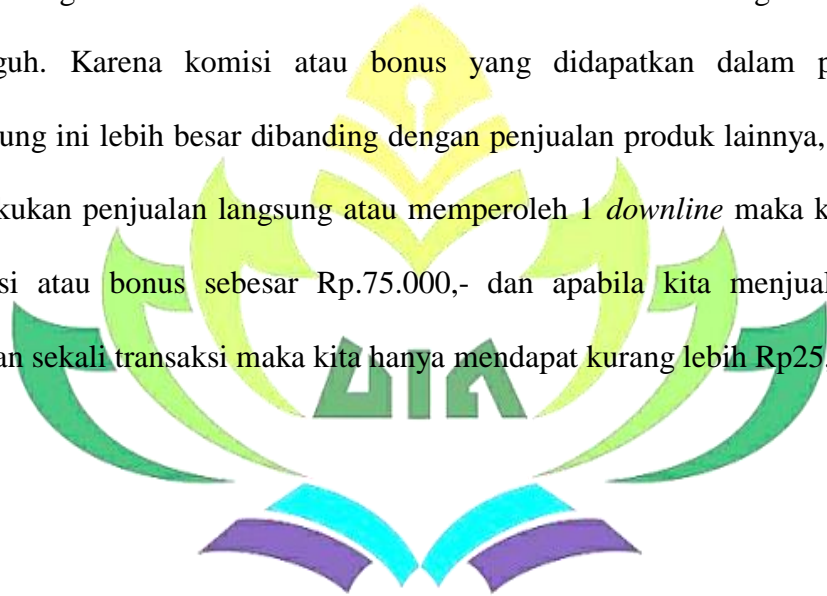 guh. Karena komisi atau bonus yang didapatkan dalam p
ung ini lebih besar dibanding dengan penjualan produk lainnya,
kukan penjualan langsung atau memperoleh 1 downline maka k
si atau bonus sebesar Rp.75.000,- dan apabila kita menjual
an sekali transaksi maka kita hanya mendapat kurang lebih Rp25.
UIN